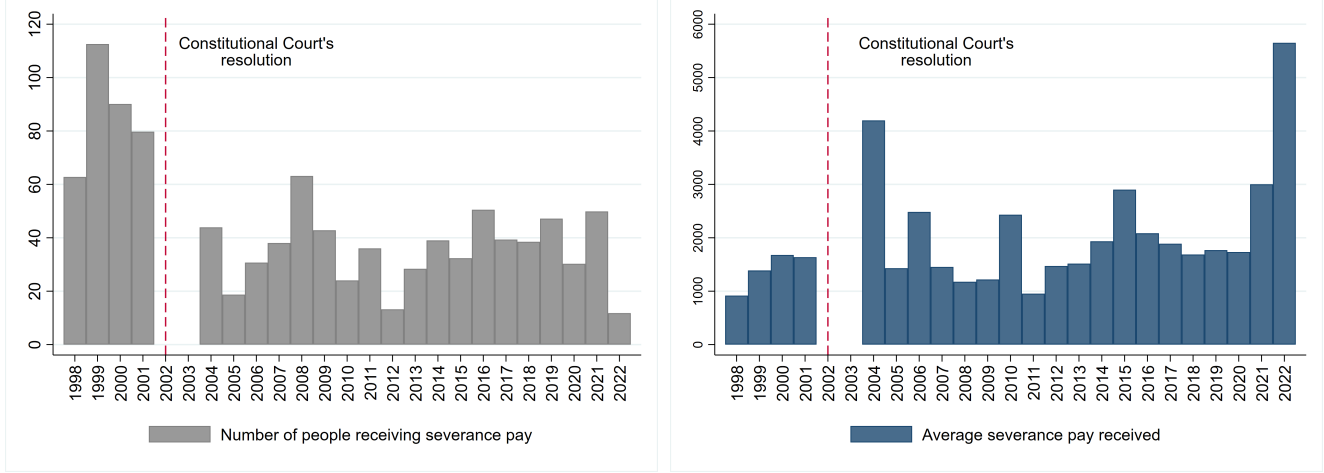 120
100
80
60
40
20
0
Constitutional Court's
resolution
1998 1999 2000 2001 2002 2003 2004 2005 2006 2007 2008 2009 2010 2011 2012 2013 2014 2015 2016 2017 2018 2019 2020 2021 2022
Number of people receiving severance pay
6000
5000
4000
3000
2000
1000
0
Constitutional Court's
resolution
1998 1999 2000 2001 2002 2003 2004 2005 2006 2007 2008 2009 2010 2011 2012 2013 2014 2015 2016 2017 2018 2019 2020 2021 2022
Average severance pay received